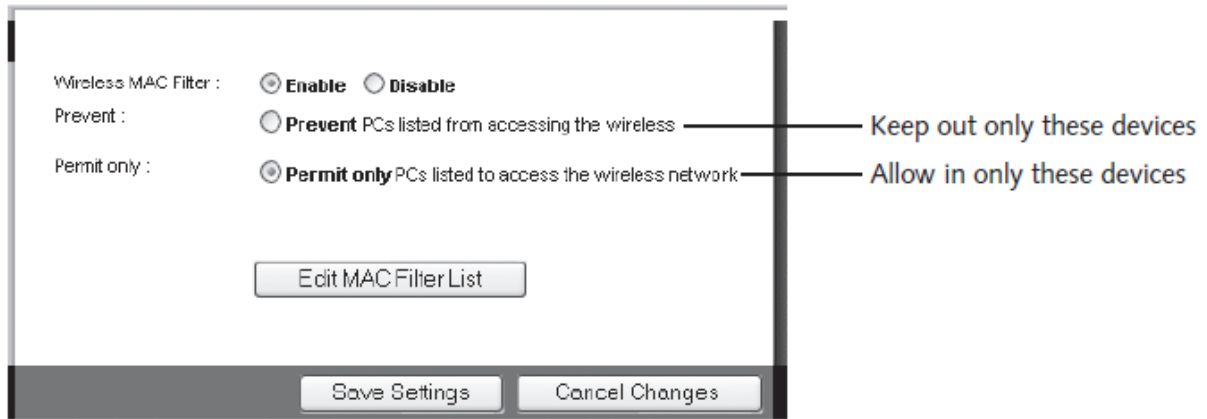 Wireless MAC Filter : Enable Disable
Prevent : Prevent PCs listed from accessing the wireless Keep out only these devices
Permit only : Permit only PCs listed to access the wireless network Allow in only these devices
Edit MAC Filter List
Save Settings Cancel Changes